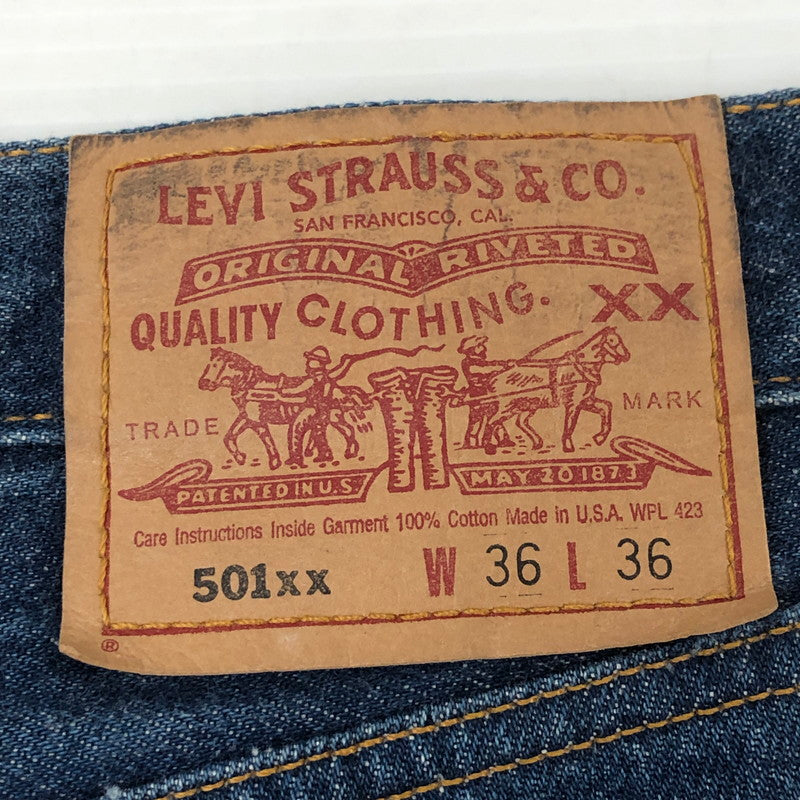 LEVI STRAUSS & CO.
SAN FRANCISCO, CAL.
ORIGINAL RIVETED
QUALITY CLOTHING. XX
TRADE MARK
PATENTED IN U.S. MAY 20 1873
Care Instructions Inside Garment 100% Cotton Made in U.S.A. WPL 423
501xx W 36 L 36
®